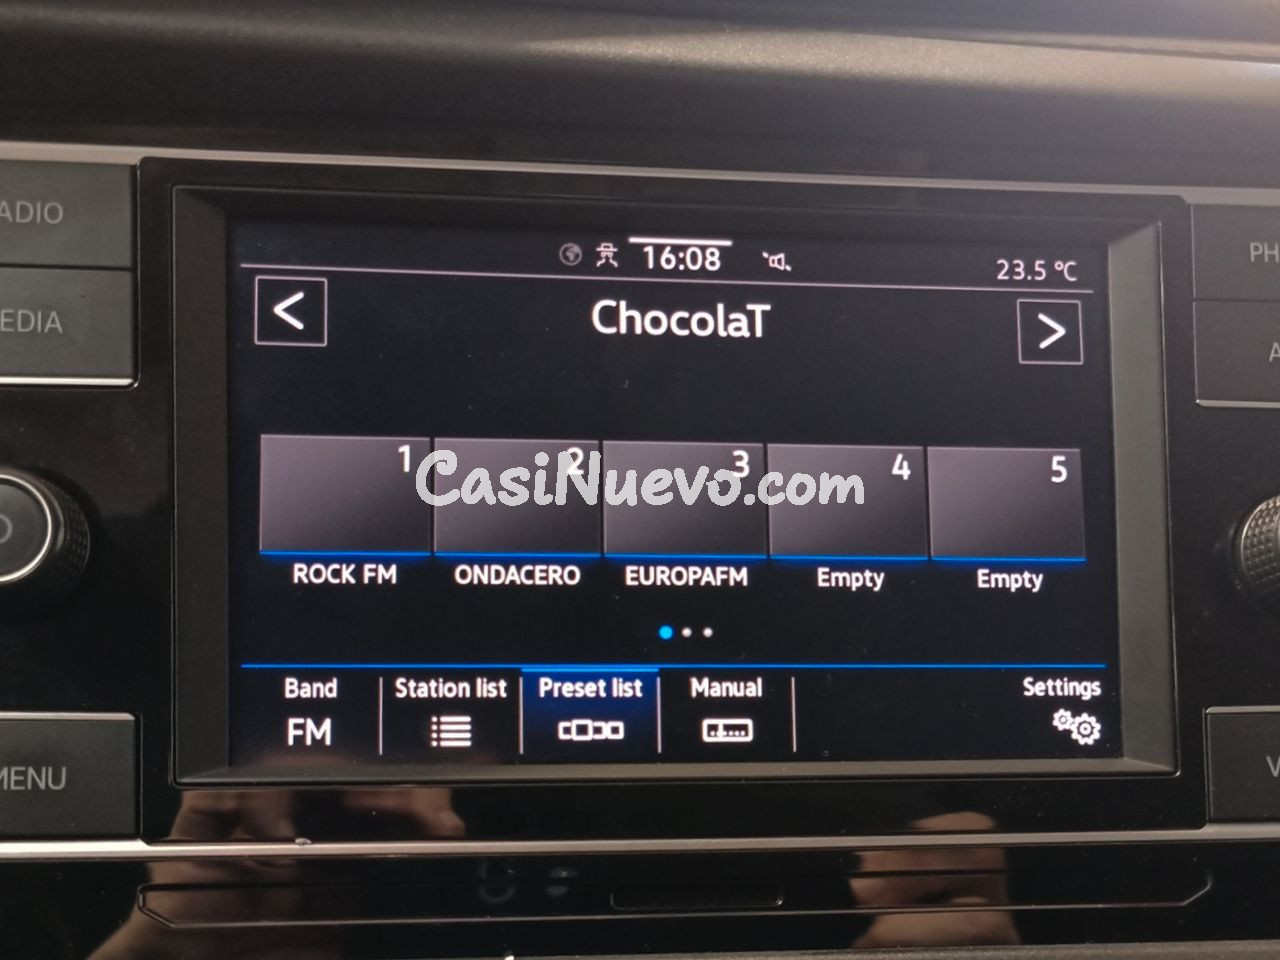 ADIO
EDIA
MENU
PH
A
V
16:08
23.5 °C
<
ChocolaT
>
1 2 3 4 5
CasiNuevo.com
ROCK FM ONDACERO EUROPAFM Empty Empty
Band Station list Preset list Manual Settings
FM